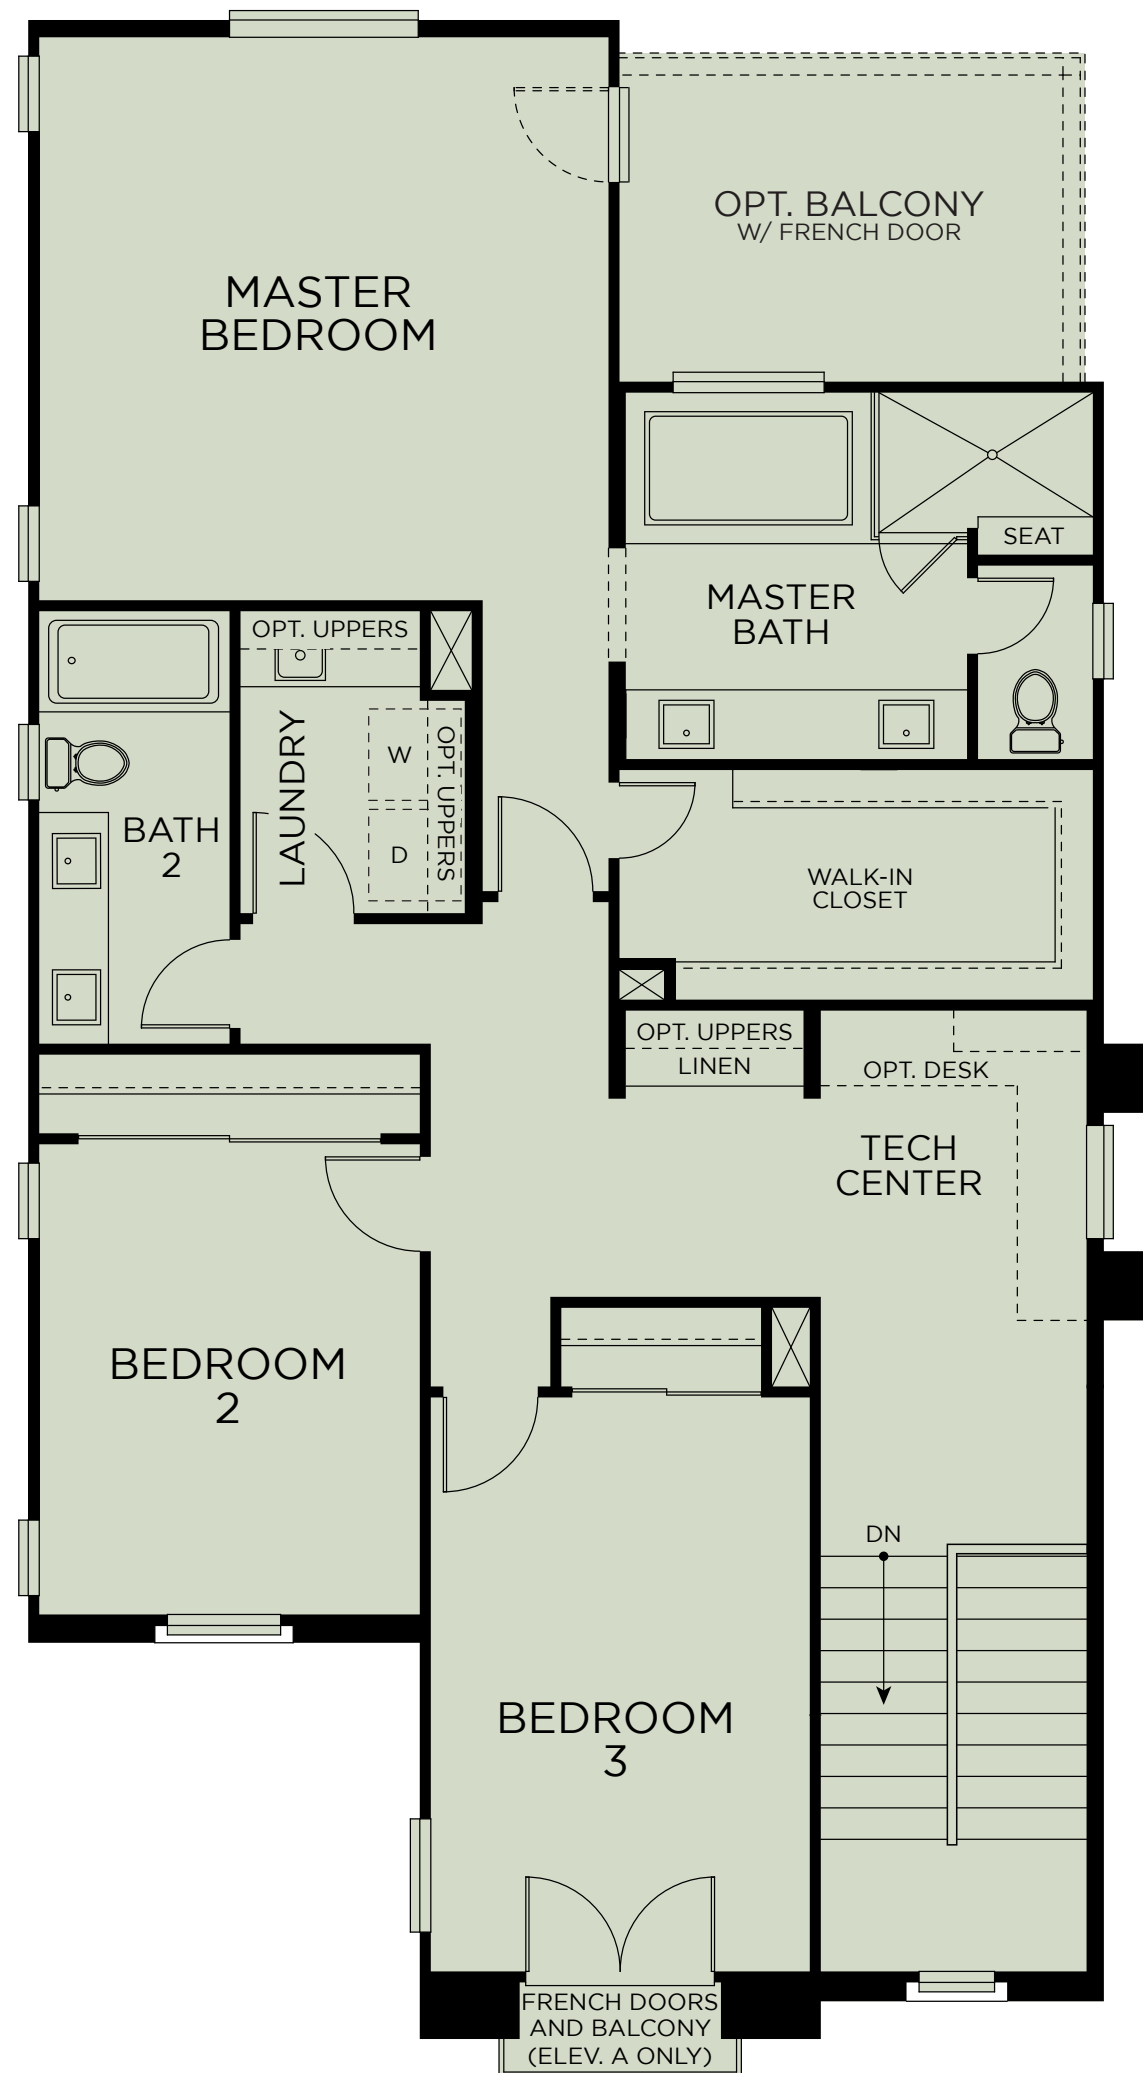 OPT. BALCONY
W/ FRENCH DOOR
MASTER
BEDROOM
SEAT
MASTER
BATH
OPT. UPPERS
LAUNDRY
W
D
OPT. UPPERS
BATH
2
WALK-IN
CLOSET
OPT. UPPERS
LINEN
OPT. DESK
TECH
CENTER
BEDROOM
2
DN
BEDROOM
3
FRENCH DOORS
AND BALCONY
(ELEV. A ONLY)